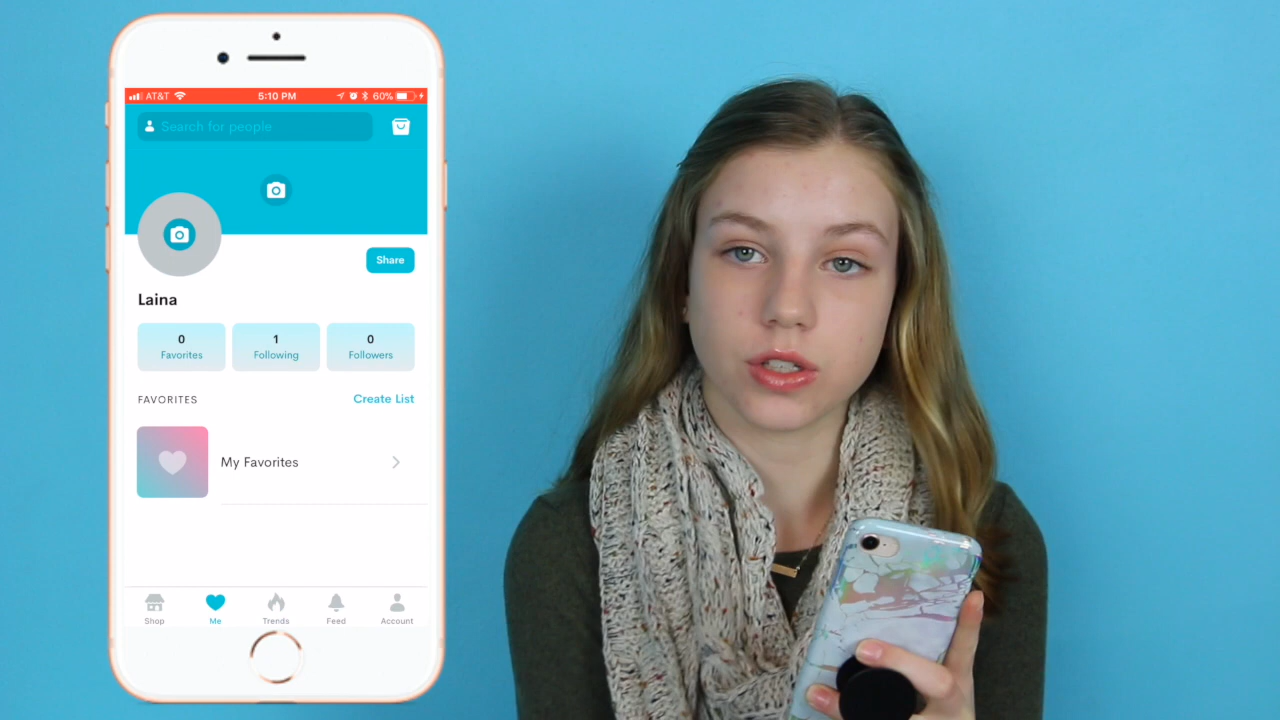 AT&T 5:10 PM 60%
Search for people
Share
Laina
0 1 0
Favorites Following Followers
FAVORITES Create List
My Favorites
Shop Me Trends Feed Account